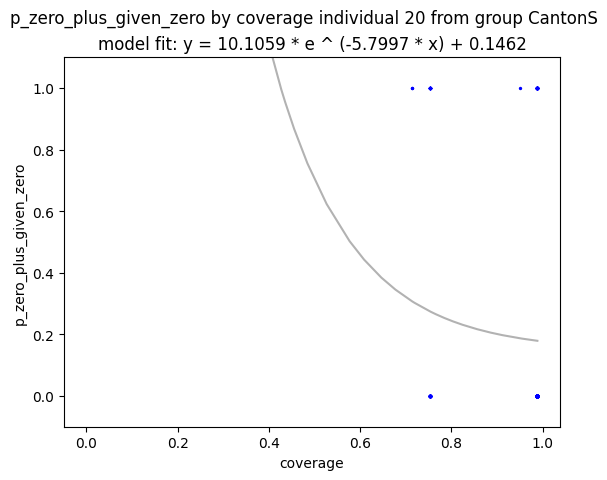 p_zero_plus_given_zero by coverage individual 20 from group CantonS
model fit: y = 10.1059 * e ^ (-5.7997 * x) + 0.1462
1.0
0.8
0.6
0.4
0.2
0.0
p_zero_plus_given_zero
0.0 0.2 0.4 0.6 0.8 1.0
coverage